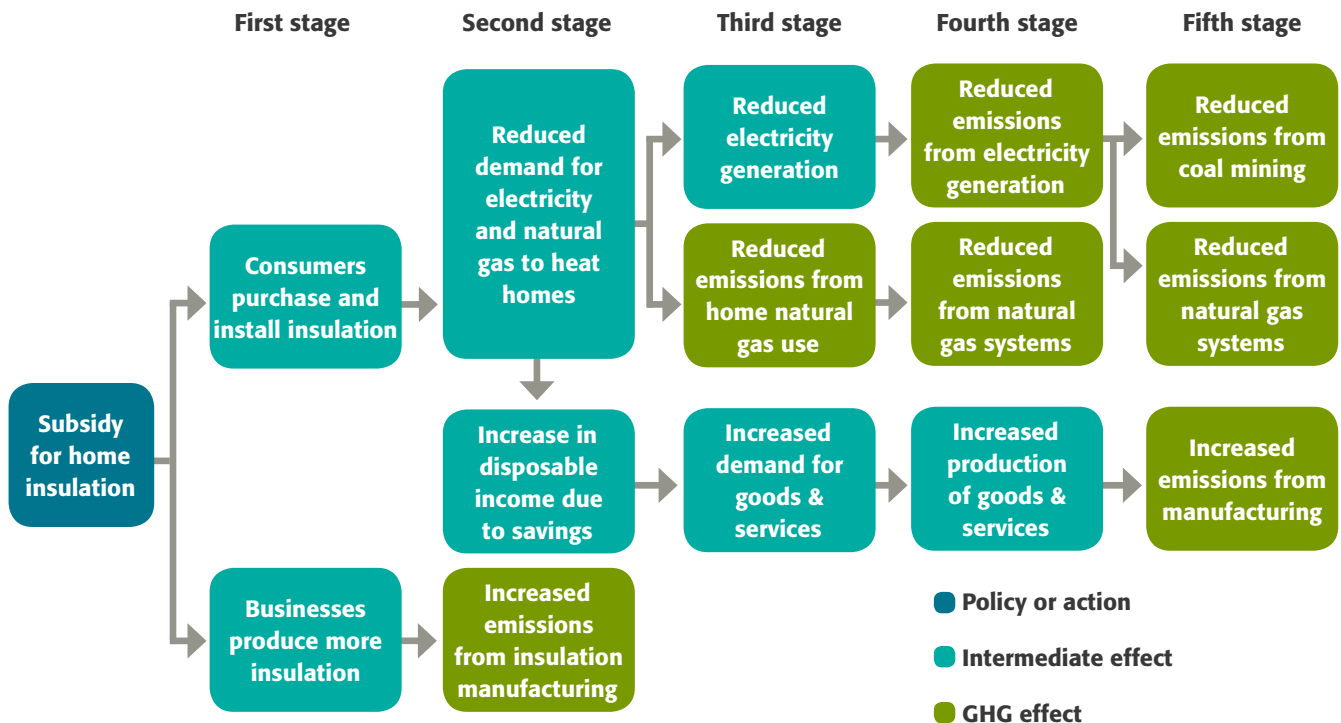 First stage
Second stage
Third stage
Fourth stage
Fifth stage
Subsidy
for home
insulation
Consumers
purchase and
install insulation
Reduced
demand for
electricity
and natural
gas to heat
homes
Reduced
electricity
generation
Reduced
emissions
from electricity
generation
Reduced
emissions from
coal mining
Reduced
emissions from
home natural
gas use
Reduced
emissions
from natural
gas systems
Reduced
emissions from
natural gas
systems
Increase in
disposable
income due
to savings
Increased
demand for
goods &
services
Increased
production
of goods &
services
Increased
emissions from
manufacturing
Businesses
produce more
insulation
Increased
emissions
from insulation
manufacturing
Policy or action
Intermediate effect
GHG effect